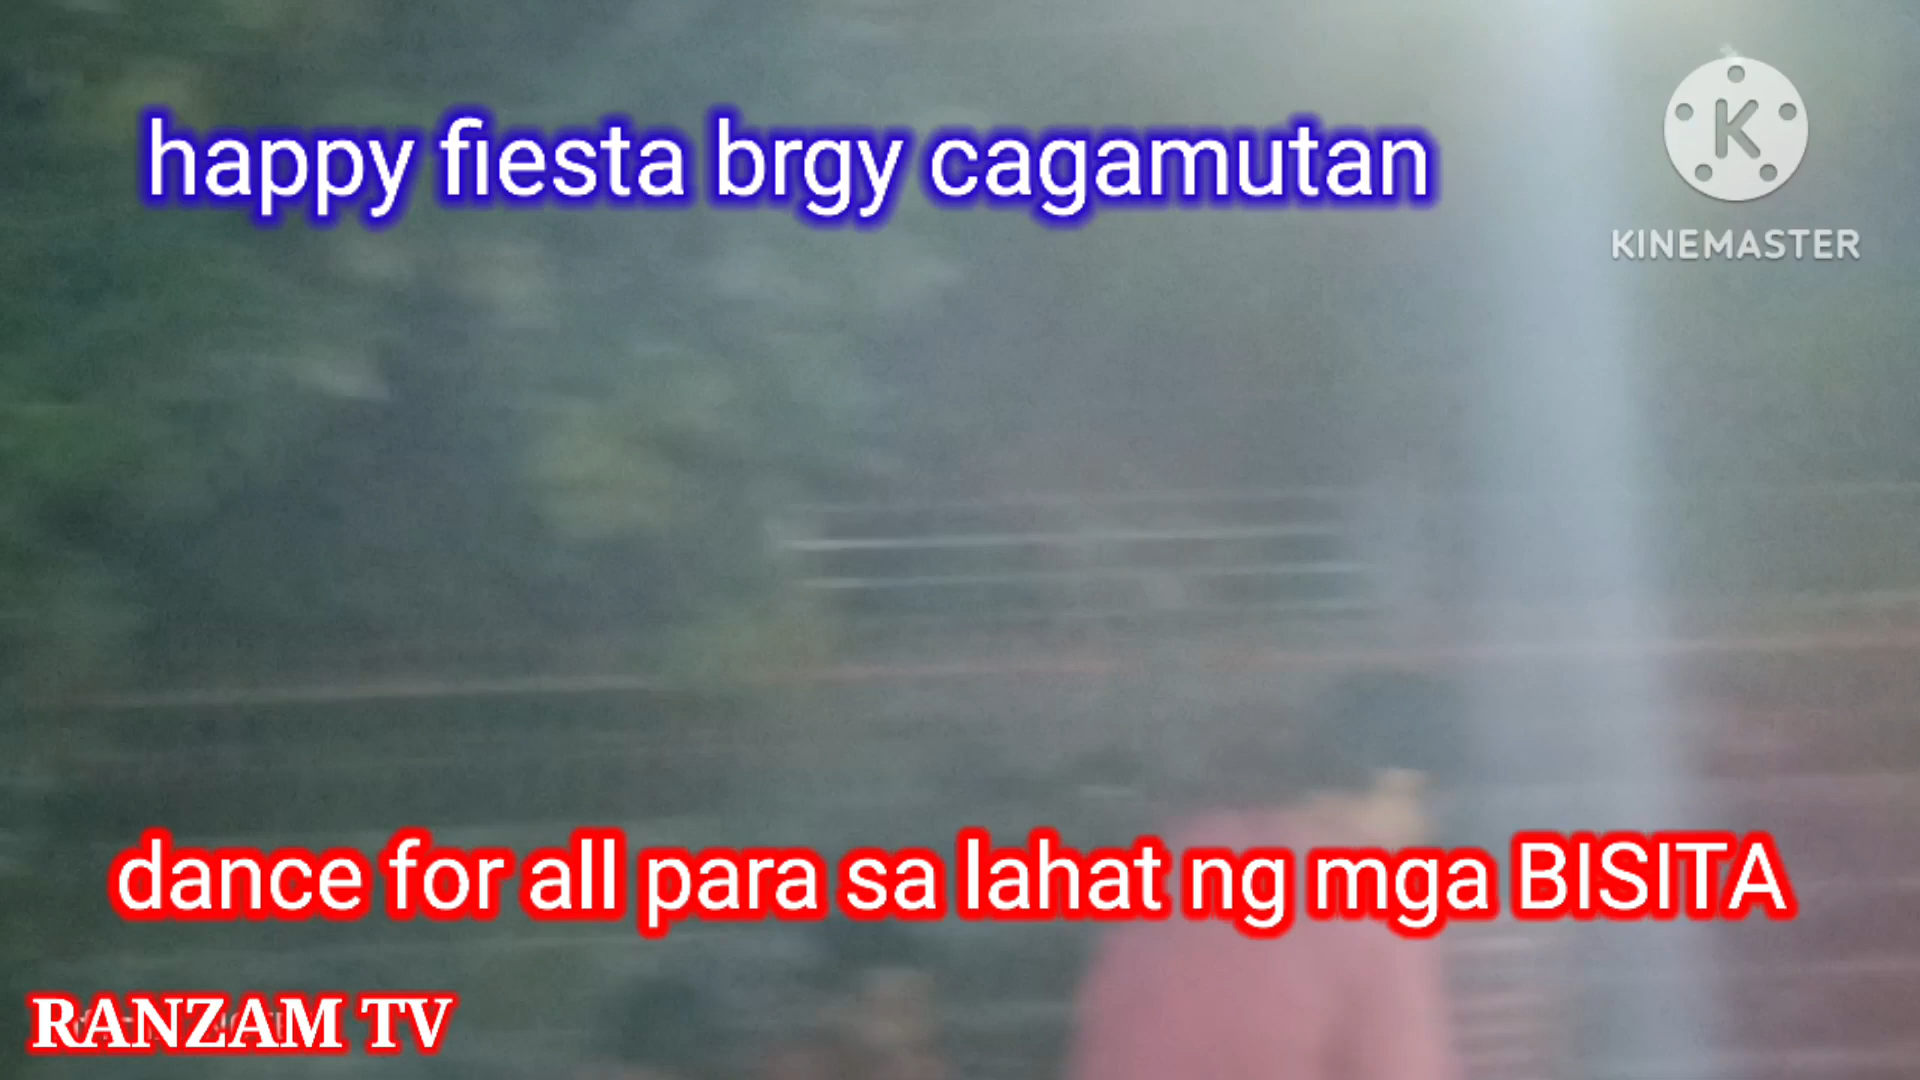 happy fiesta brgy cagamutan
K
KINEMASTER
dance for all para sa lahat ng mga BISITA
RANZAM TV